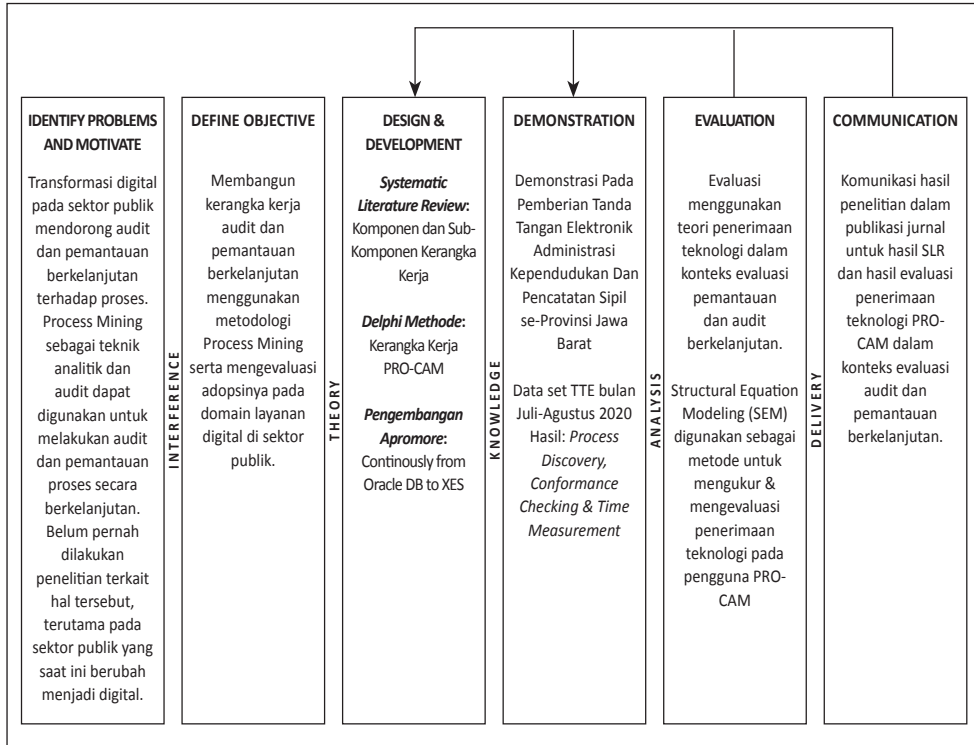 IDENTIFY PROBLEMS
AND MOTIVATE
Transformasi digital
pada sektor publik
mendorong audit
dan pemantauan
berkelanjutan
terhadap proses.
Process Mining
sebagai teknik
analitik dan
audit dapat
digunakan untuk
melakukan audit
dan pemantauan
proses secara
berkelanjutan.
Belum pernah
dilakukan
penelitian terkait
hal tersebut,
terutama pada
sektor publik yang
saat ini berubah
menjadi digital.
INTERFERENCE
DEFINE OBJECTIVE
Membangun
kerangka kerja
audit dan
pemantauan
berkelanjutan
menggunakan
metodologi
Process Mining
serta mengevaluasi
adopsinya pada
domain layanan
digital di sektor
publik.
THEORY
DESIGN &
DEVELOPMENT
Systematic
Literature Review:
Komponen dan Sub-
Komponen Kerangka
Kerja
Delphi Methode:
Kerangka Kerja
PRO-CAM
Pengembangan
Apromore:
Continously from
Oracle DB to XES
KNOWLEDGE
DEMONSTRATION
Demonstrasi Pada
Pemberian Tanda
Tangan Elektronik
Administrasi
Kependudukan Dan
Pencatatan Sipil
se-Provinsi Jawa
Barat
Data set TTE bulan
Juli-Agustus 2020
Hasil: Process
Discovery,
Conformance
Checking & Time
Measurement
ANALYSIS
EVALUATION
Evaluasi
menggunakan
teori penerimaan
teknologi dalam
konteks evaluasi
pemantauan
dan audit
berkelanjutan.
Structural Equation
Modeling (SEM)
digunakan sebagai
metode untuk
mengukur &
mengevaluasi
penerimaan
teknologi pada
pengguna PRO-
CAM
DELIVERY
COMMUNICATION
Komunikasi hasil
penelitian dalam
publikasi jurnal
untuk hasil SLR
dan hasil evaluasi
penerimaan
teknologi PRO-
CAM dalam
konteks evaluasi
audit dan
pemantauan
berkelanjutan.